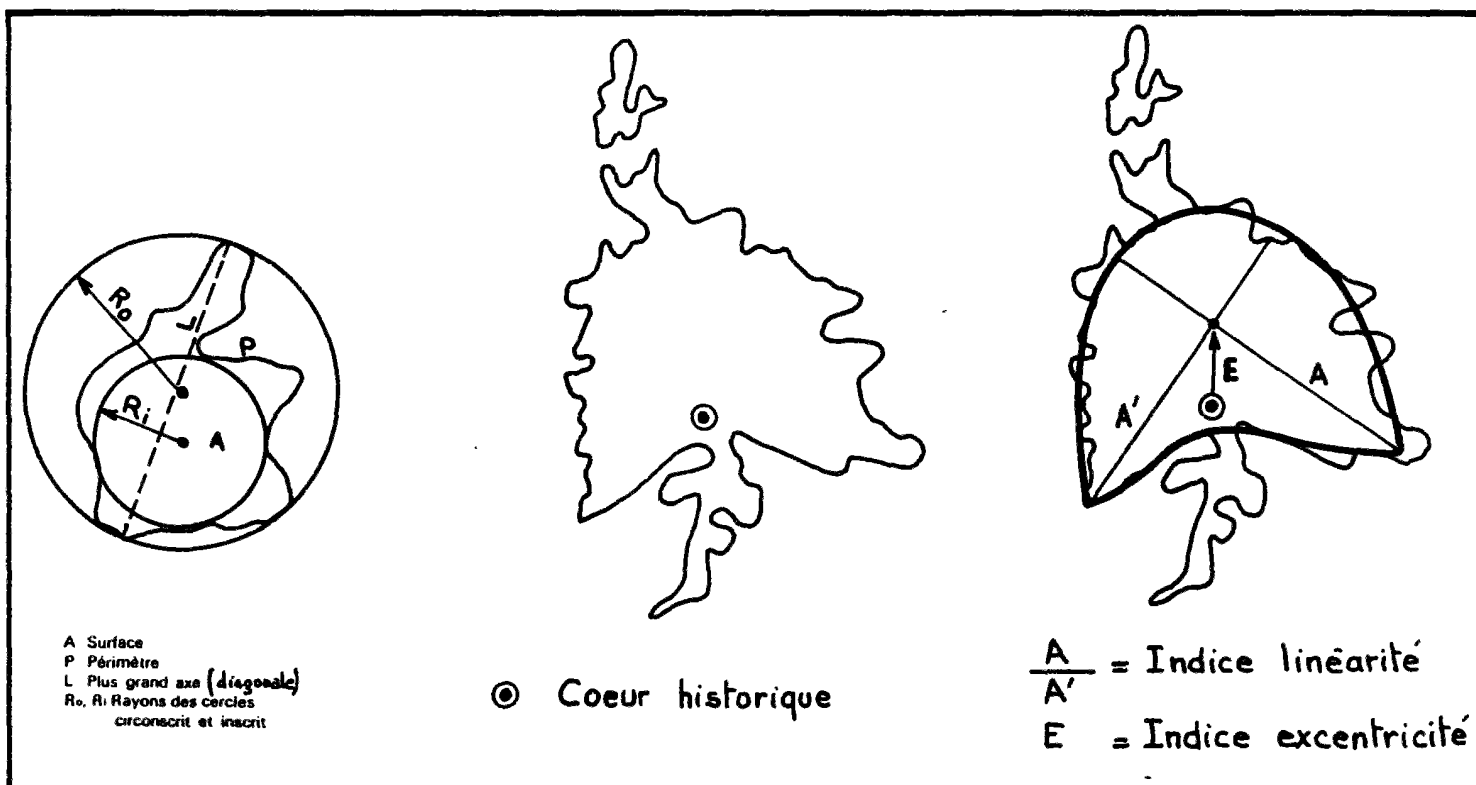 Ro
L
P
Ri
A
A Surface
P Périmètre
L Plus grand axe (diagonale)
Ro, Ri Rayons des cercles
circonscrit et inscrit
Coeur historique
E
A
A'
A = Indice linéarité
A'
E = Indice excentricité